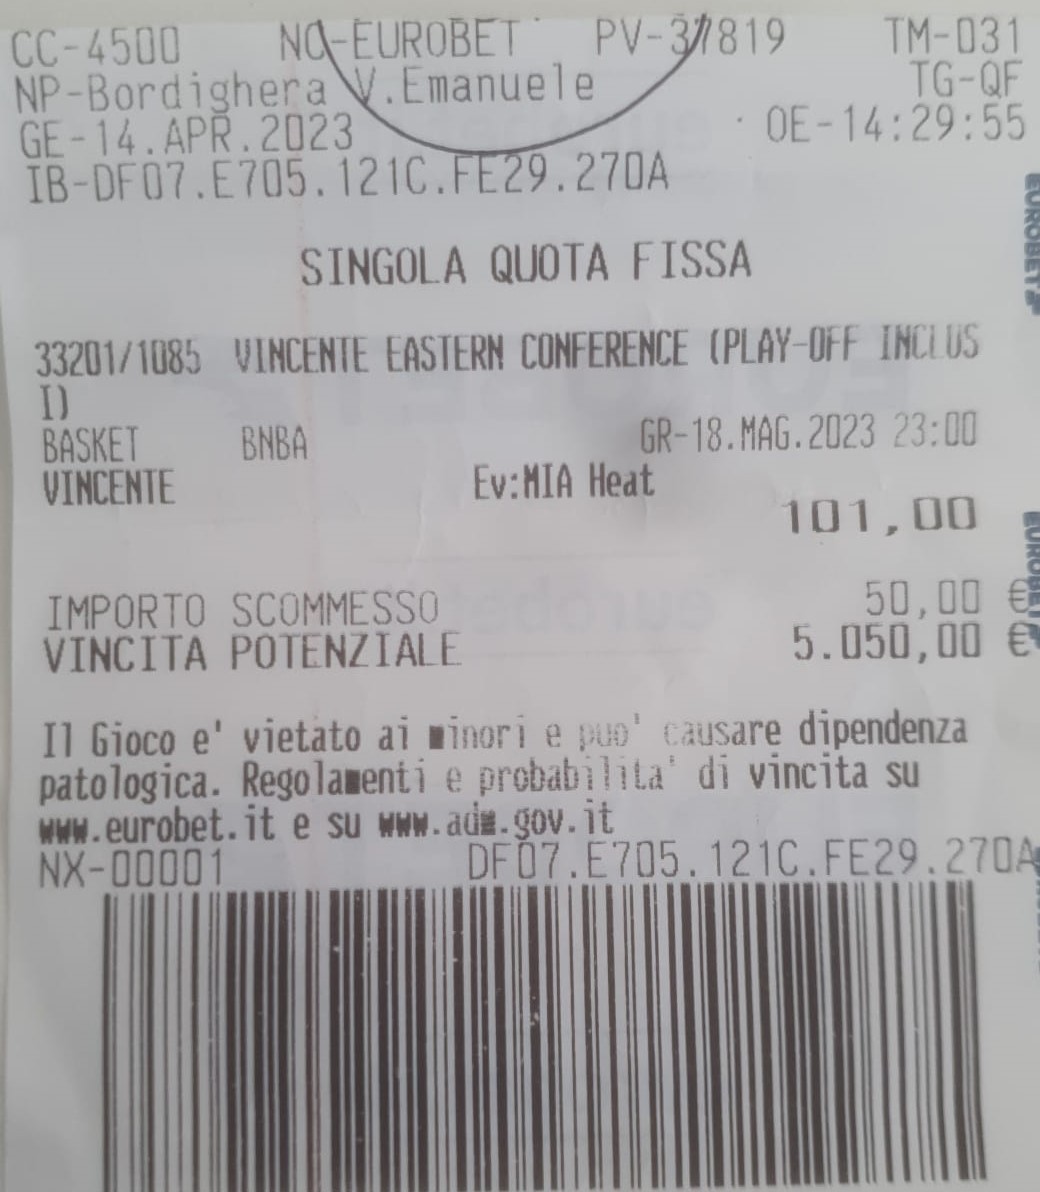 CC-4500 NC-EUROBET PV-37819 TM-031
NP-Bordighera V.Emanuele TG-QF
GE-14.APR.2023 OE-14:29:55
IB-DF07.E705.121C.FE29.270A
SINGOLA QUOTA FISSA
33201/1085 VINCENTE EASTERN CONFERENCE (PLAY-OFF INCLUS
I)
BASKET BNBA GR-18.MAG.2023 23:00
VINCENTE Ev:MIA Heat
101,00
IMPORTO SCOMMESSO 50,00 €
VINCITA POTENZIALE 5.050,00 €
Il Gioco e' vietato ai minori e puo' causare dipendenza
patologica. Regolamenti e probabilita' di vincita su
www.eurobet.it e su www.adm.gov.it
NX-00001 DF07.E705.121C.FE29.270A
EUROBET
EUROBET